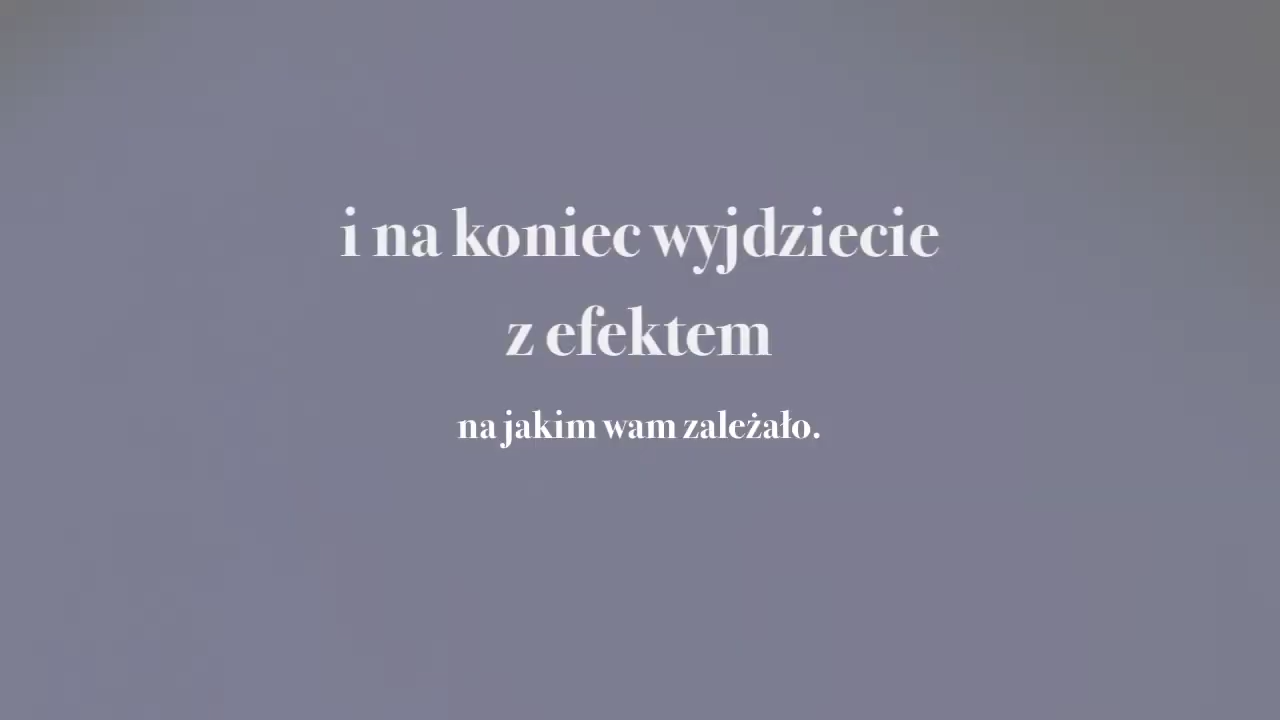 i na koniec wyjdziecie
z efektem
na jakim wam zależało.